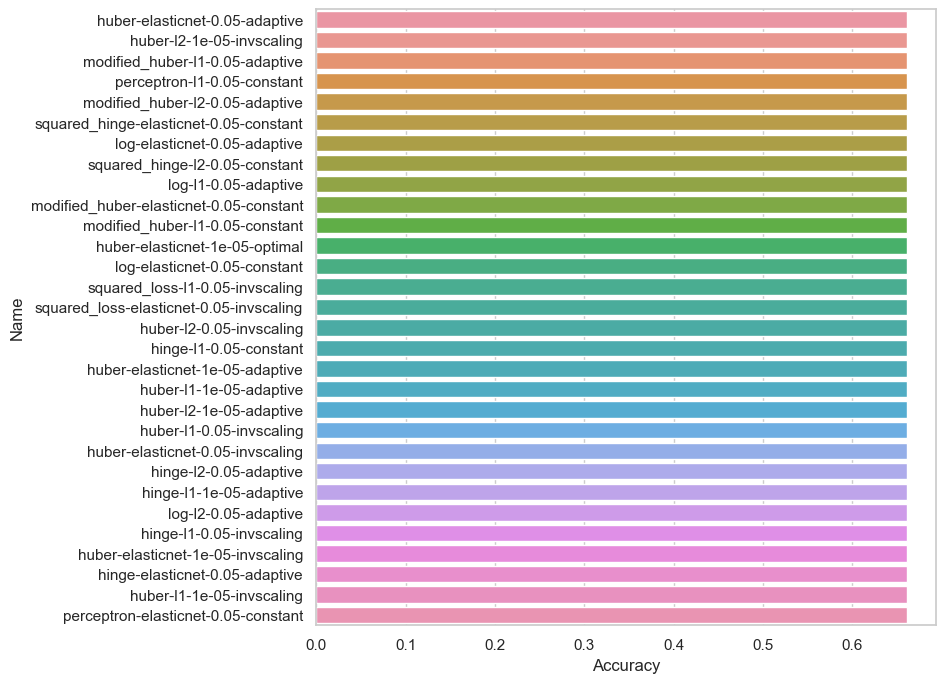 huber-elasticnet-0.05-adaptive
huber-l2-1e-05-invscaling
modified_huber-l1-0.05-adaptive
perceptron-l1-0.05-constant
modified_huber-l2-0.05-adaptive
squared_hinge-elasticnet-0.05-constant
log-elasticnet-0.05-adaptive
squared_hinge-l2-0.05-constant
log-l1-0.05-adaptive
modified_huber-elasticnet-0.05-constant
modified_huber-l1-0.05-constant
huber-elasticnet-1e-05-optimal
log-elasticnet-0.05-constant
squared_loss-l1-0.05-invscaling
squared_loss-elasticnet-0.05-invscaling
huber-l2-0.05-invscaling
hinge-l1-0.05-constant
huber-elasticnet-1e-05-adaptive
huber-l1-1e-05-adaptive
huber-l2-1e-05-adaptive
huber-l1-0.05-invscaling
huber-elasticnet-0.05-invscaling
hinge-l2-0.05-adaptive
hinge-l1-1e-05-adaptive
log-l2-0.05-adaptive
hinge-l1-0.05-invscaling
huber-elasticnet-1e-05-invscaling
hinge-elasticnet-0.05-adaptive
huber-l1-1e-05-invscaling
perceptron-elasticnet-0.05-constant
Name
0.0 0.1 0.2 0.3 0.4 0.5 0.6
Accuracy